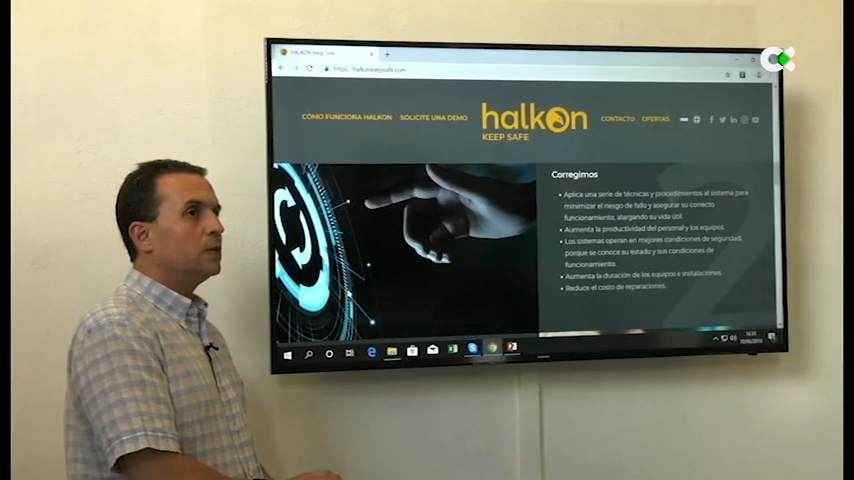 HALKON Keep Safe
https://halkonkeepsafe.com
CÓMO FUNCIONA HALKON
SOLICITE UNA DEMO
halkOn
KEEP SAFE
CONTACTO
OFERTAS
Corregimos
• Aplica una serie de técnicas y procedimientos al sistema para
minimizar el riesgo de fallo y asegurar su correcto
funcionamiento, alargando su vida útil.
• Aumenta la productividad del personal y los equipos.
• Los sistemas operan en mejores condiciones de seguridad,
porque se conoce su estado y sus condiciones de
funcionamiento.
• Aumenta la duración de los equipos e instalaciones.
• Reduce el costo de reparaciones.